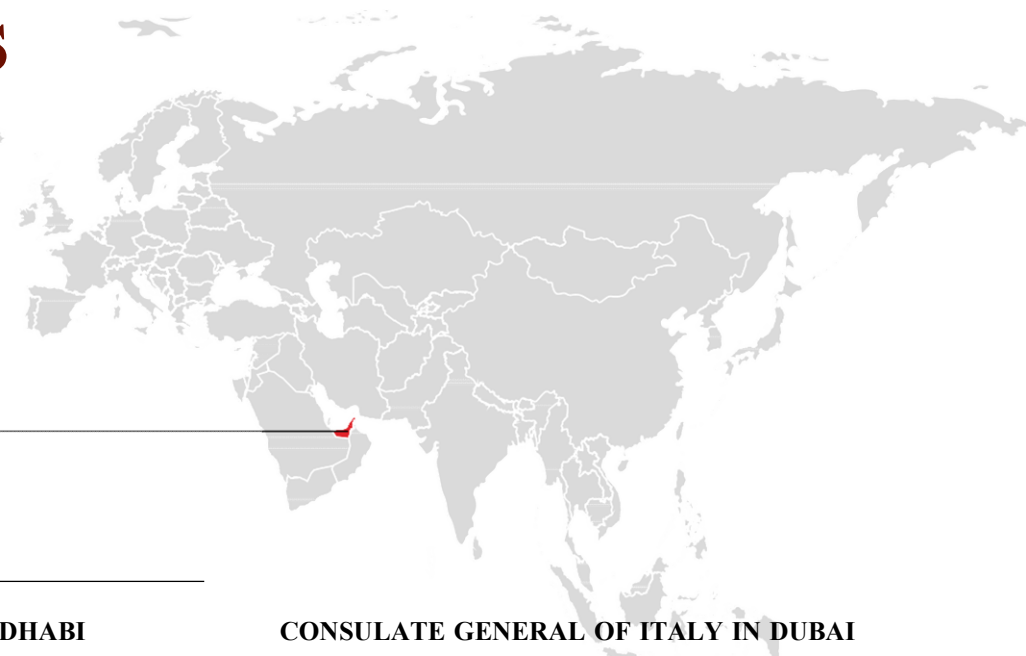 S
DHABI
CONSULATE GENERAL OF ITALY IN DUBAI